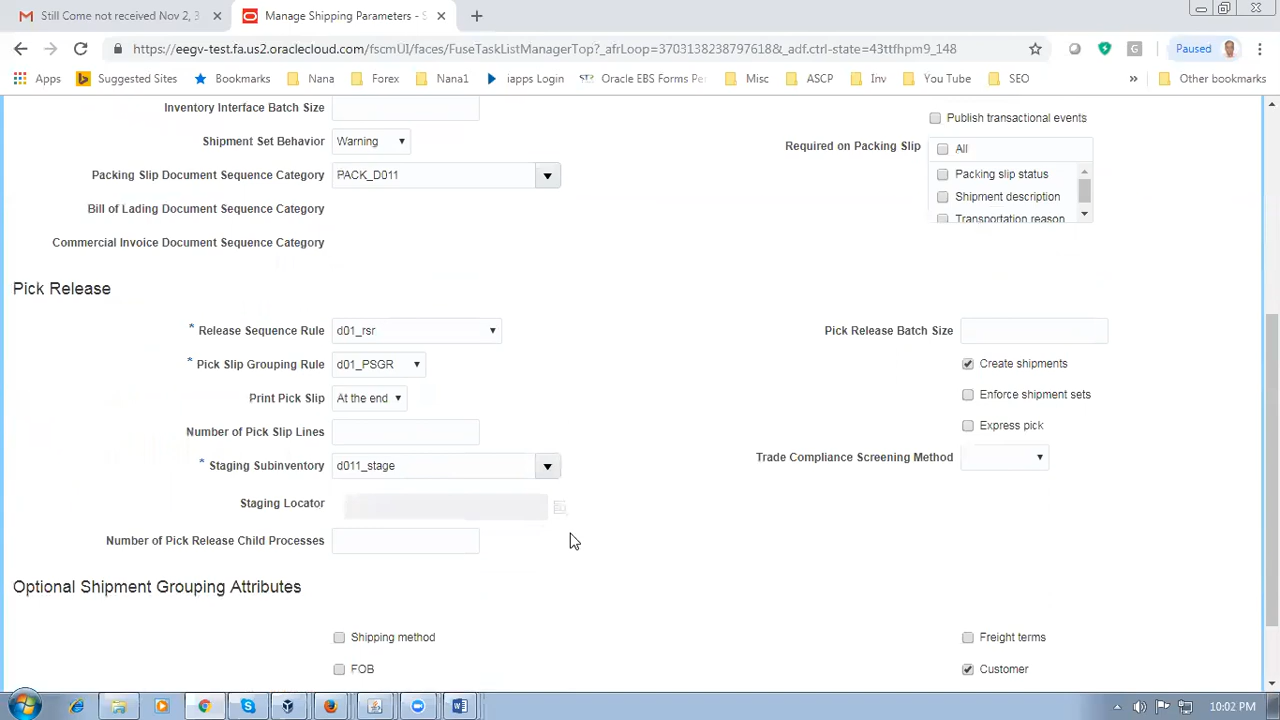 Still Come not received Nov 2, 3
Manage Shipping Parameters - S
https://eegv-test.fa.us2.oraclecloud.com/fscmUI/faces/FuseTaskListManagerTop?_afrLoop=37031382387976188&_adf.ctrl-state=43ttfhpm9_148
Paused
Apps
Suggested Sites
Bookmarks
Nana
Forex
Nana1
iapps Login
Oracle EBS Forms Pe
Misc
ASCP
Inv
You Tube
SEO
Other bookmarks
Inventory Interface Batch Size
Publish transactional events
Shipment Set Behavior Warning
Required on Packing Slip
All
Packing Slip Document Sequence Category PACK_D011
Packing slip status
Shipment description
Transportation reason
Bill of Lading Document Sequence Category
Commercial Invoice Document Sequence Category
Pick Release
* Release Sequence Rule d01_rsr
Pick Release Batch Size
* Pick Slip Grouping Rule d01_PSGR
Create shipments
Print Pick Slip At the end
Enforce shipment sets
Number of Pick Slip Lines
Express pick
* Staging Subinventory d011_stage
Trade Compliance Screening Method
Staging Locator
Number of Pick Release Child Processes
Optional Shipment Grouping Attributes
Shipping method
Freight terms
FOB
Customer
10:02 PM